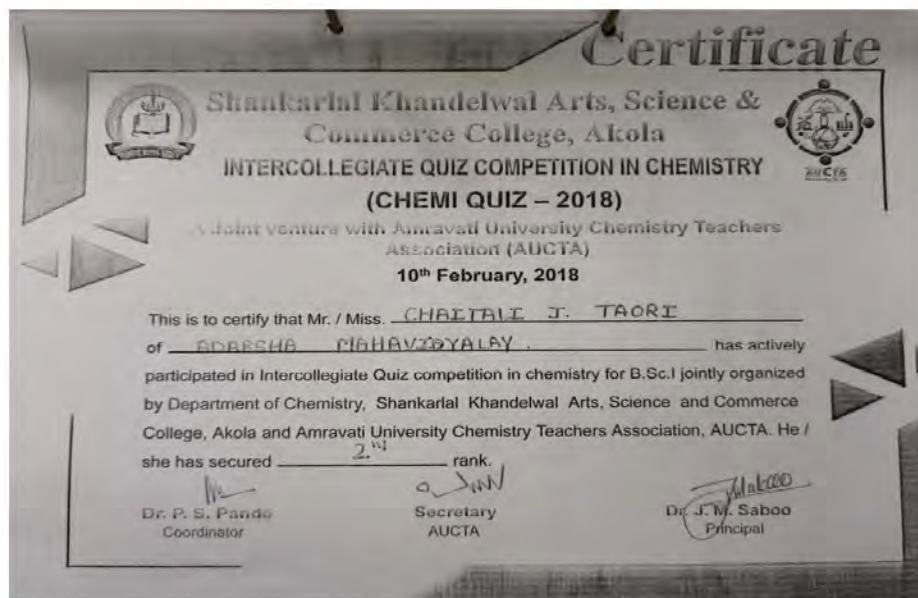 Certificate
Shankarlal Khandelwal Arts, Science &
Commerce College, Akola
INTERCOLLEGIATE QUIZ COMPETITION IN CHEMISTRY
AUCTA
(CHEMI QUIZ – 2018)
A Joint venture with Amravati University Chemistry Teachers
Association (AUCTA)
10th February, 2018
This is to certify that Mr. / Miss. CHAITALI J. TAORI
of ADARSHA MAHAVIDYALAY. has actively
participated in Intercollegiate Quiz competition in chemistry for B.Sc.I jointly organized
by Department of Chemistry, Shankarlal Khandelwal Arts, Science and Commerce
College, Akola and Amravati University Chemistry Teachers Association, AUCTA. He /
she has secured 2.nd rank.
Dr. P. S. Pande Secretary Dr. J. M. Saboo
Coordinator AUCTA Principal